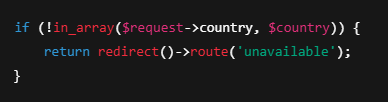 if (!in_array($request->country, $country)) {
    return redirect()->route('unavailable');
}